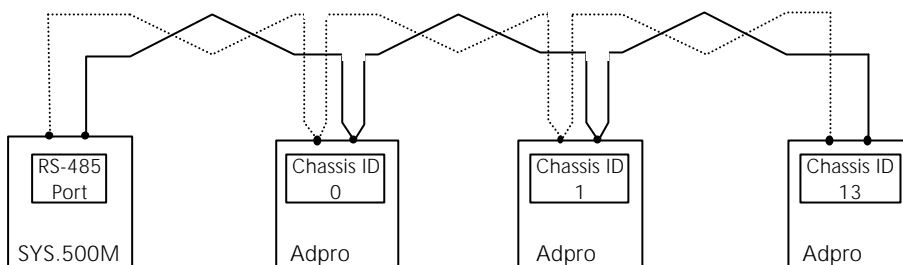 RS-485
Port
SYS.500M
Chassis ID
0
Adpro
Chassis ID
1
Adpro
Chassis ID
13
Adpro